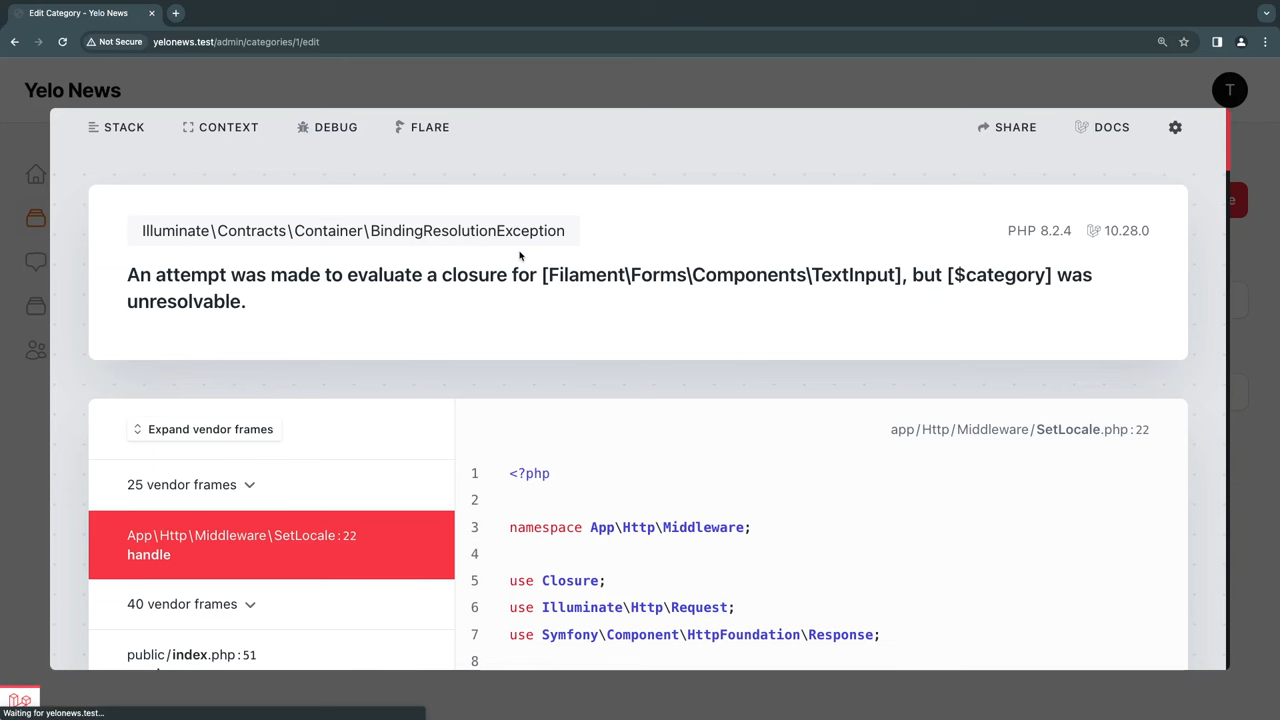 Edit Category - Yelo News
Not Secure
yelonews.test/admin/categories/1/edit
Yelo News
T
STACK
CONTEXT
DEBUG
FLARE
SHARE
DOCS
Illuminate\Contracts\Container\BindingResolutionException
PHP 8.2.4
10.28.0
An attempt was made to evaluate a closure for [Filament\Forms\Components\TextInput], but [$category] was
unresolvable.
Expand vendor frames
app/Http/Middleware/SetLocale.php:22
25 vendor frames
App\Http\Middleware\SetLocale:22
handle
40 vendor frames
public/index.php:51
1 <?php
2
3 namespace App\Http\Middleware;
4
5 use Closure;
6 use Illuminate\Http\Request;
7 use Symfony\Component\HttpFoundation\Response;
8
Waiting for yelonews.test...